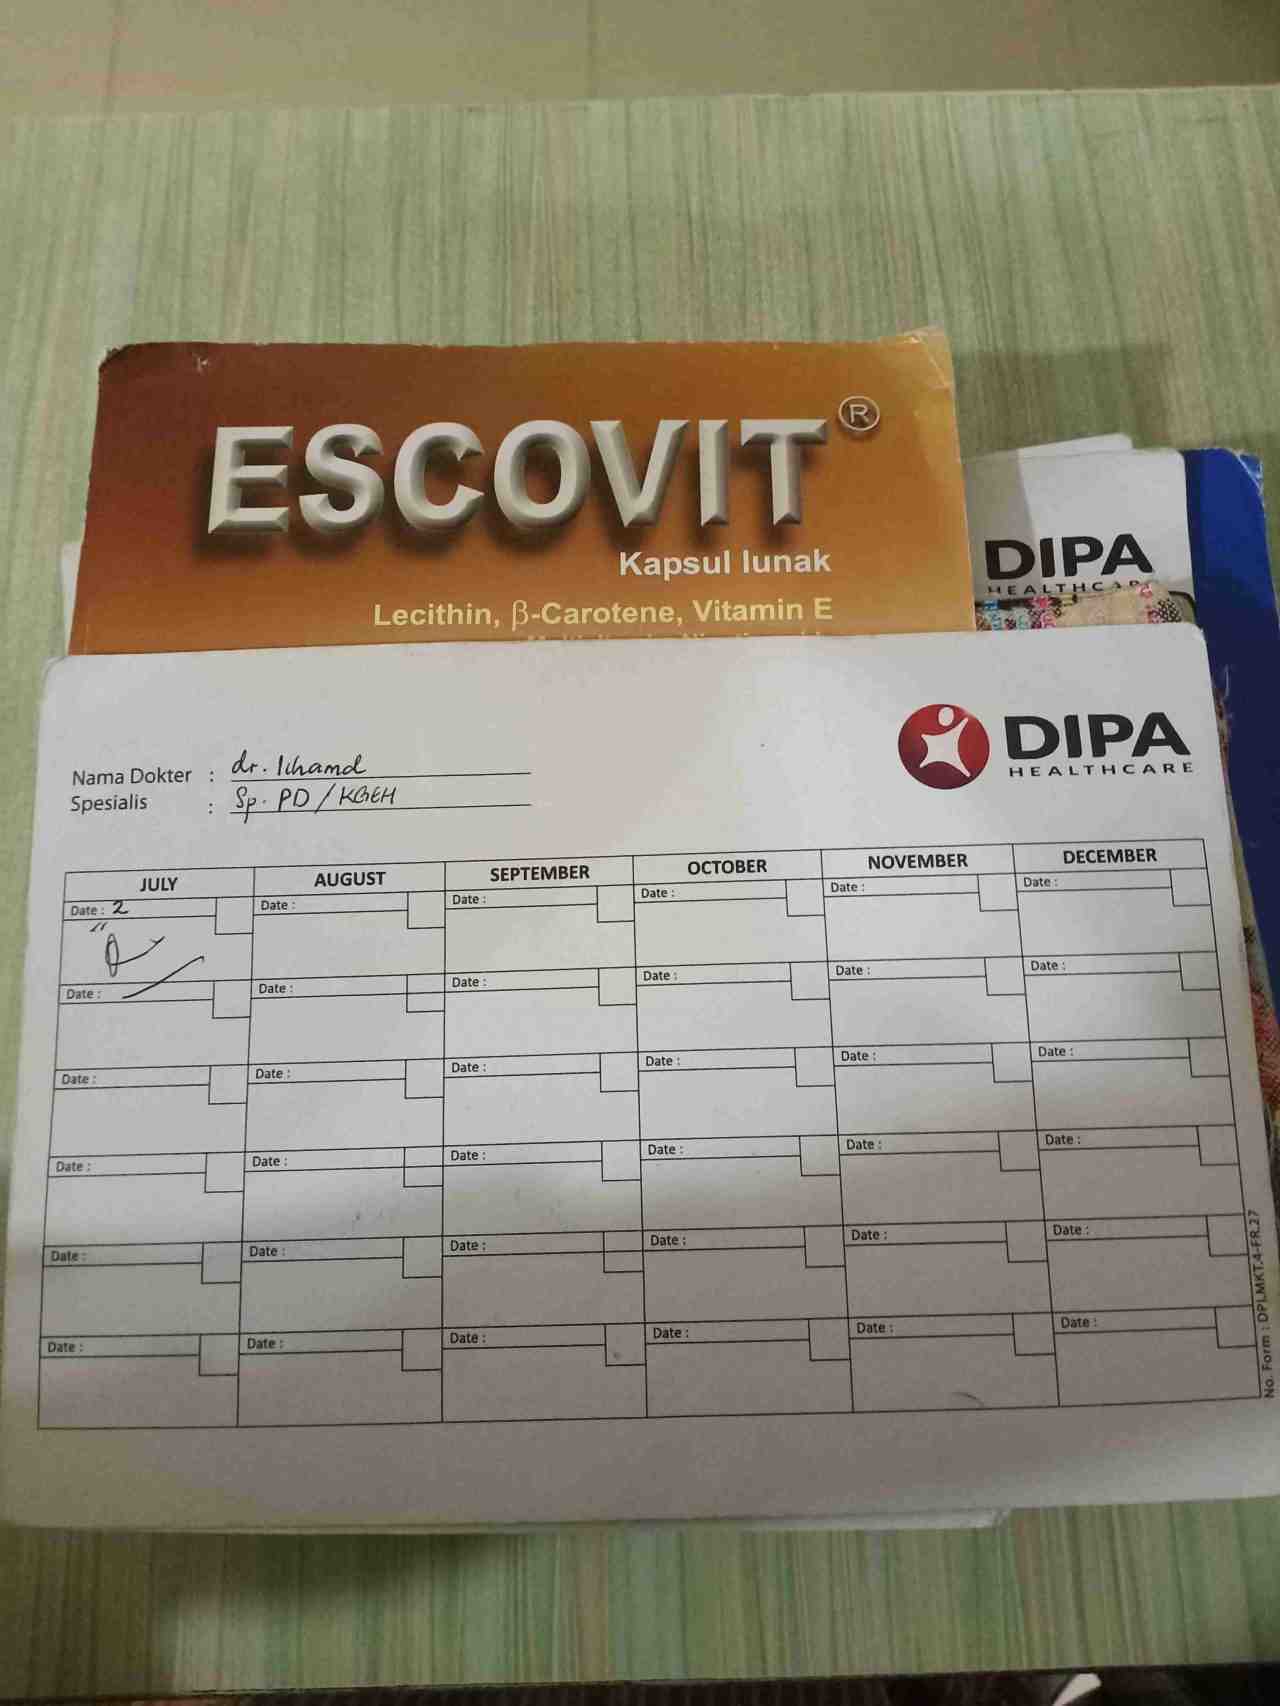 ESCOVIT ®
Kapsul lunak
Lecithin, β-Carotene, Vitamin E
DIPA
HEALTHCARE
DIPA
HEALTHCARE
Nama Dokter : dr. Ilhamd
Spesialis : Sp. PD / KGEH
JULY AUGUST SEPTEMBER OCTOBER NOVEMBER DECEMBER
Date : 2 Date : Date : Date : Date : Date :
Date : Date : Date : Date : Date : Date :
Date : Date : Date : Date : Date : Date :
Date : Date : Date : Date : Date : Date :
Date : Date : Date : Date : Date : Date :
Date : Date : Date : Date : Date : Date :
No. Form : DPI.MKT.4-FR.27